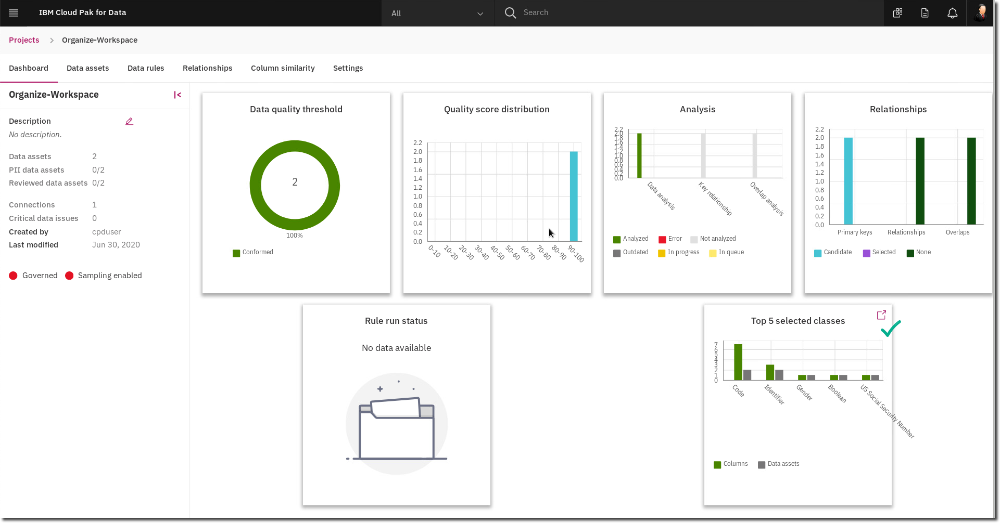 IBM Cloud Pak for Data
All
Search
Projects
Organize-Workspace
Dashboard
Data assets
Data rules
Relationships
Column similarity
Settings
Organize-Workspace
Description
No description.
Data assets 2
PII data assets 0/2
Reviewed data assets 0/2
Connections 1
Critical data issues 0
Created by cpduser
Last modified Jun 30, 2020
Governed
Sampling enabled
Data quality threshold
2
100%
Conformed
Quality score distribution
2.2
2.0
1.8
1.6
1.4
1.2
1.0
0.8
0.6
0.4
0.2
0.0
0-10
10-20
20-30
30-40
40-50
50-60
60-70
70-80
80-90
90-100
Analysis
2.2
2.0
1.8
1.6
1.4
1.2
1.0
0.8
0.6
0.4
0.2
0.0
Data analysis
Key relationship
Overlap analysis
Analyzed
Error
Not analyzed
Outdated
In progress
In queue
Relationships
2.2
2.0
1.8
1.6
1.4
1.2
1.0
0.8
0.6
0.4
0.2
0.0
Primary keys
Relationships
Overlaps
Candidate
Selected
None
Rule run status
No data available
Top 5 selected classes
7
6
5
4
3
2
1
0
Code
Identifier
Gender
Boolean
US Social Security Number
Columns
Data assets